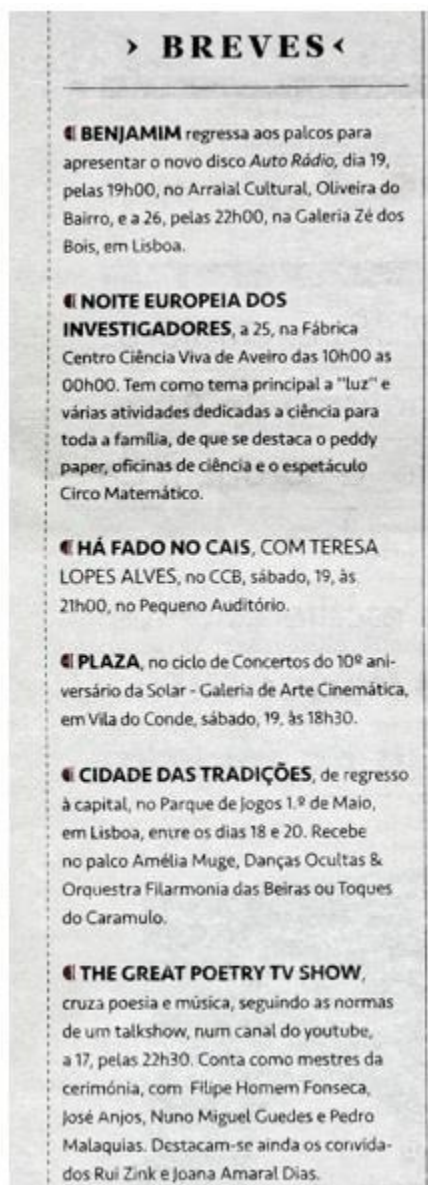 › BREVES ‹
BENJAMIM regressa aos palcos para
apresentar o novo disco Auto Rádio, dia 19,
pelas 19h00, no Arraial Cultural, Oliveira do
Bairro, e a 26, pelas 22h00, na Galeria Zé dos
Bois, em Lisboa.
NOITE EUROPEIA DOS
INVESTIGADORES, a 25, na Fábrica
Centro Ciência Viva de Aveiro das 10h00 as
00h00. Tem como tema principal a "luz" e
várias atividades dedicadas a ciência para
toda a família, de que se destaca o peddy
paper, oficinas de ciência e o espetáculo
Circo Matemático.
HÁ FADO NO CAIS, COM TERESA
LOPES ALVES, no CCB, sábado, 19, às
21h00, no Pequeno Auditório.
PLAZA, no ciclo de Concertos do 10º ani-
versário da Solar - Galeria de Arte Cinemática,
em Vila do Conde, sábado, 19, às 18h30.
CIDADE DAS TRADIÇÕES, de regresso
à capital, no Parque de Jogos 1.º de Maio,
em Lisboa, entre os dias 18 e 20. Recebe
no palco Amélia Muge, Danças Ocultas &
Orquestra Filarmonia das Beiras ou Toques
do Caramulo.
THE GREAT POETRY TV SHOW,
cruza poesia e música, seguindo as normas
de um talkshow, num canal do youtube,
a 17, pelas 22h30. Conta como mestres da
cerimónia, com Filipe Homem Fonseca,
José Anjos, Nuno Miguel Guedes e Pedro
Malaquias. Destacam-se ainda os convida-
dos Rui Zink e Joana Amaral Dias.